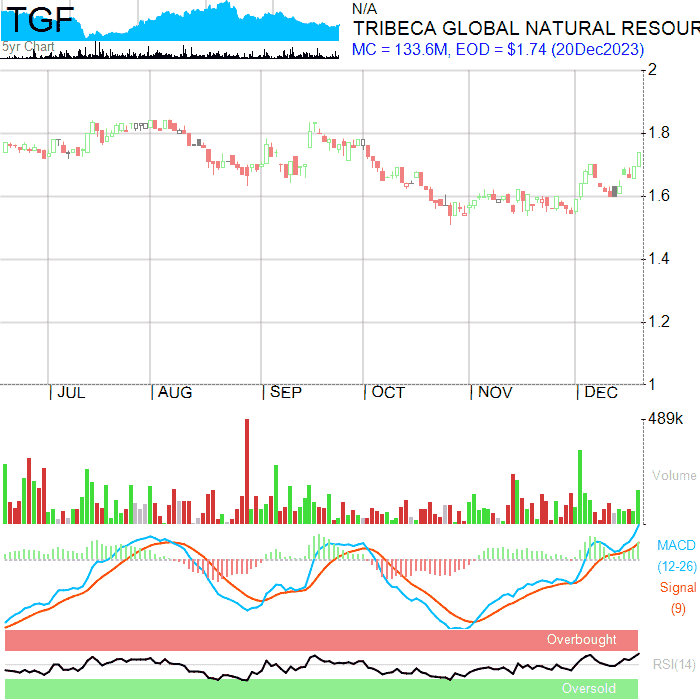 TGF
5yr Chart
N/A
TRIBECA GLOBAL NATURAL RESOUR
MC = 133.6M, EOD = $1.74 (20Dec2023)
2
1.8
1.6
1.4
1.2
1
JUL AUG SEP OCT NOV DEC
489k
Volume
MACD
(12-26)
Signal
(9)
Overbought
RSI(14)
Oversold